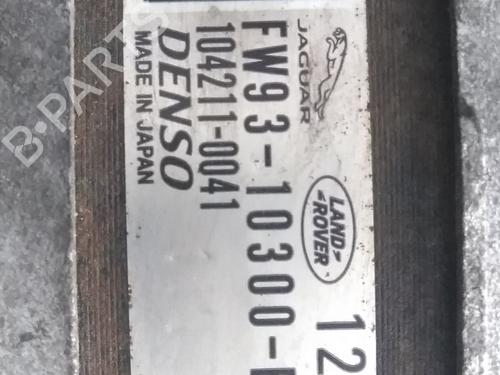 JAGUAR
LAND-
-ROVER
12
FW93-10300-
104211-0041
DENSO
MADE IN JAPAN
B-PARTS